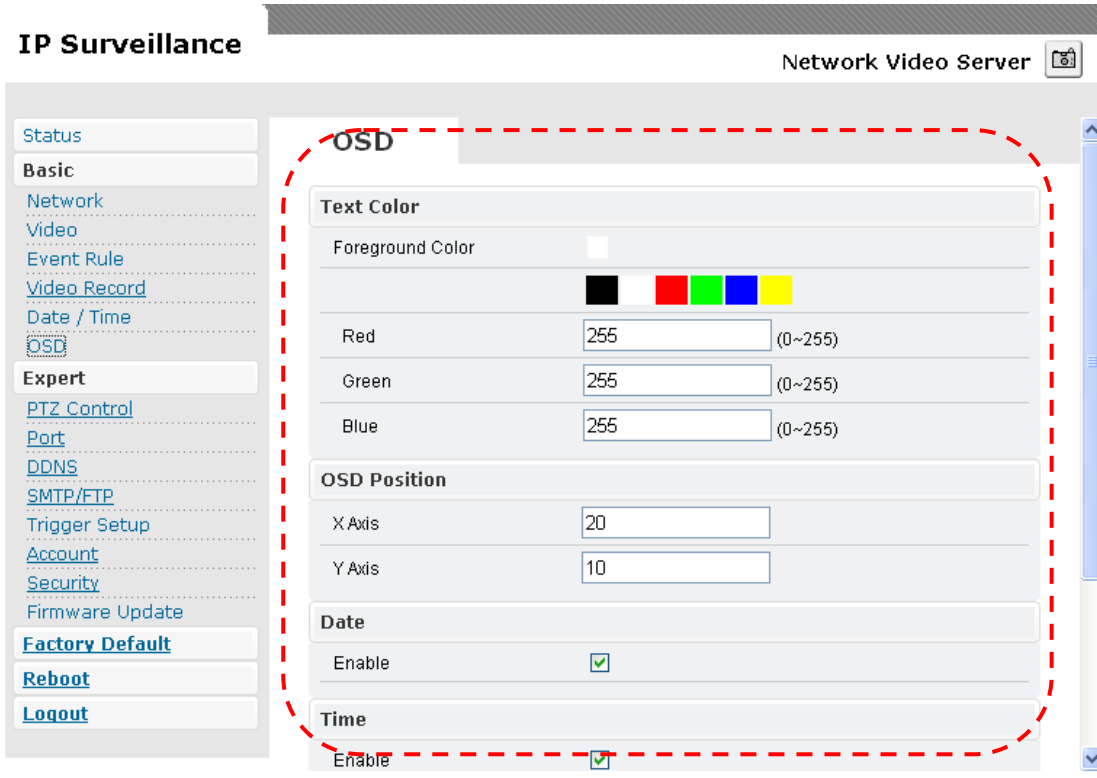 IP Surveillance
Network Video Server
Status
Basic
Network
Video
Event Rule
Video Record
Date / Time
OSD
Expert
PTZ Control
Port
DDNS
SMTP/FTP
Trigger Setup
Account
Security
Firmware Update
Factory Default
Reboot
Logout
OSD
Text Color
Foreground Color
Red 255 (0~255)
Green 255 (0~255)
Blue 255 (0~255)
OSD Position
X Axis 20
Y Axis 10
Date
Enable
Time
Enable